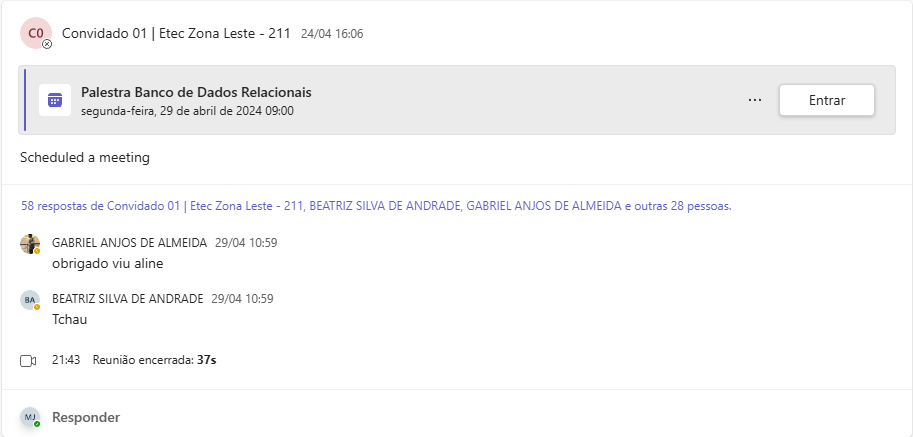 C0
Convidado 01 | Etec Zona Leste - 211 24/04 16:06
Palestra Banco de Dados Relacionais
segunda-feira, 29 de abril de 2024 09:00
... Entrar
Scheduled a meeting
58 respostas de Convidado 01 | Etec Zona Leste - 211, BEATRIZ SILVA DE ANDRADE, GABRIEL ANJOS DE ALMEIDA e outras 28 pessoas.
GABRIEL ANJOS DE ALMEIDA 29/04 10:59
obrigado viu aline
BA BEATRIZ SILVA DE ANDRADE 29/04 10:59
Tchau
21:43 Reunião encerrada: 37s
MJ Responder